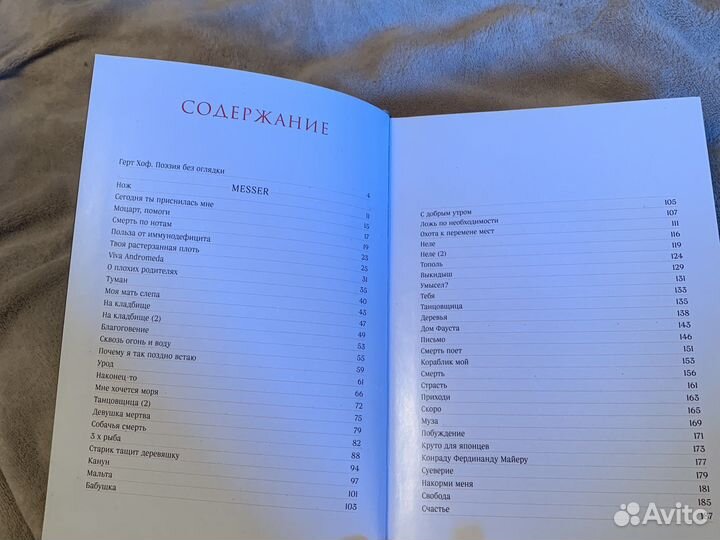 СОДЕРЖАНИЕ
Герт Хоф. Поэзия без оглядки
MESSER
Нож
Сегодня ты приснилась мне
Моцарт, помоги
Смерть по нотам
Польза от иммунодефицита
Твоя растерзанная плоть
Viva Andromeda
О плохих родителях
Туман
Моя мать слепа
На кладбище
На кладбище (2)
Благоговение
Сквозь огонь и воду
Почему я так поздно встаю
Урод
Наконец-то
Мне хочется моря
Танцовщица (2)
Девушка мертва
Собачья смерть
3 х рыба
Старик тащит деревяшку
Канун
Мальта
Бабушка
4
11
15
17
19
23
25
31
35
40
43
47
53
55
59
61
66
72
75
82
88
94
97
101
103
С добрым утром
Ложь по необходимости
Охота к перемене мест
Неле
Неле (2)
Тополь
Выкидыш
Умысел?
Тебя
Танцовщица
Деревья
Дом Фауста
Письмо
Смерть поет
Кораблик мой
Смерть
Страсть
Приходи
Скоро
Муза
Побуждение
Круто для японцев
Конраду Фердинанду Майеру
Суеверие
Накорми меня
Свобода
Счастье
105
107
111
116
119
124
129
131
133
135
138
143
146
151
153
156
161
163
165
169
171
173
177
179
181
185
187
Avito